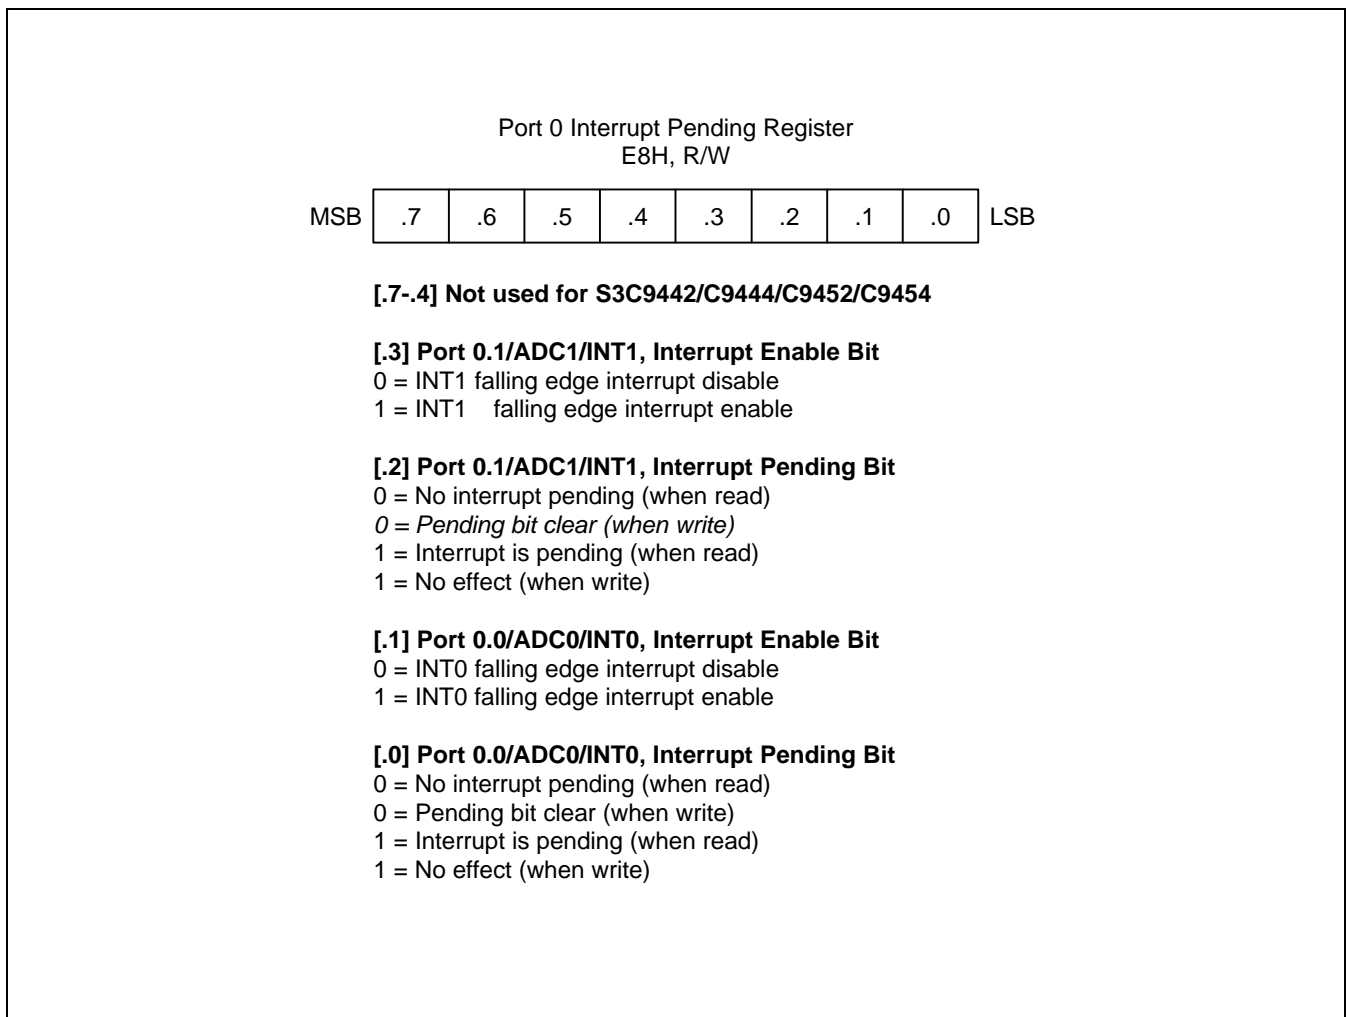 Port 0 Interrupt Pending Register
E8H, R/W
MSB .7 .6 .5 .4 .3 .2 .1 .0 LSB
[.7-.4] Not used for S3C9442/C9444/C9452/C9454
[.3] Port 0.1/ADC1/INT1, Interrupt Enable Bit
0 = INT1 falling edge interrupt disable
1 = INT1 falling edge interrupt enable
[.2] Port 0.1/ADC1/INT1, Interrupt Pending Bit
0 = No interrupt pending (when read)
0 = Pending bit clear (when write)
1 = Interrupt is pending (when read)
1 = No effect (when write)
[.1] Port 0.0/ADC0/INT0, Interrupt Enable Bit
0 = INT0 falling edge interrupt disable
1 = INT0 falling edge interrupt enable
[.0] Port 0.0/ADC0/INT0, Interrupt Pending Bit
0 = No interrupt pending (when read)
0 = Pending bit clear (when write)
1 = Interrupt is pending (when read)
1 = No effect (when write)